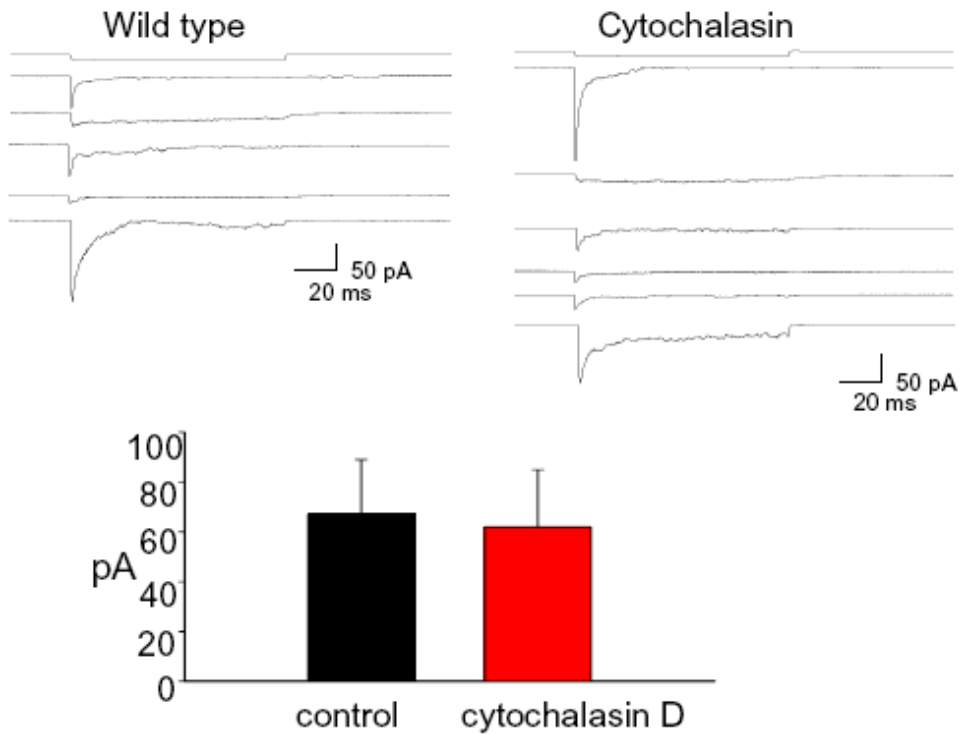 Wild type
Cytochalasin
50 pA
20 ms
50 pA
20 ms
100
80
60
40
20
0
pA
control
cytochalasin D